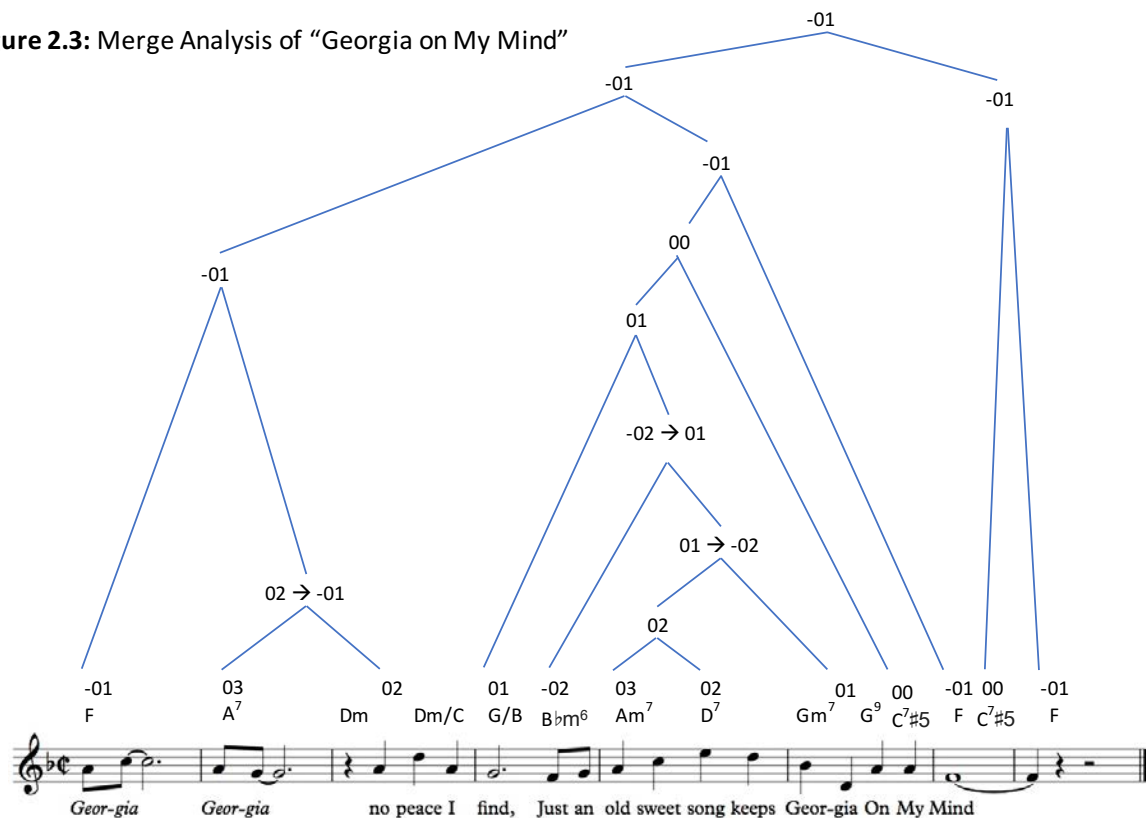 -01
ure 2.3: Merge Analysis of “Georgia on My Mind”
-01
-01
-01
00
-01
01
-02 → 01
01 → -02
02 → -01
02
-01 03 02 01 -02 03 02 01 00 -01 00 -01
F A7 Dm Dm/C G/B B♭m6 Am7 D7 Gm7 G9 C7#5 F C7#5 F
Geor-gia Geor-gia no peace I find, Just an old sweet song keeps Geor-gia On My Mind